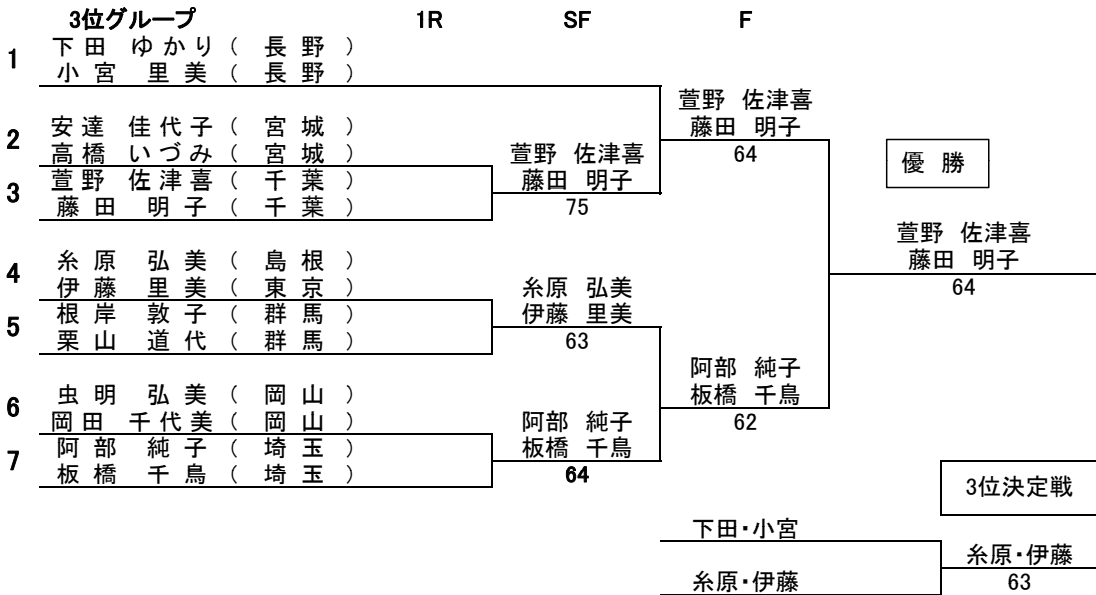 3位グループ 1R SF F
1
下田 ゆかり ( 長野 )
小宮 里美 ( 長野 )
2
安達 佳代子 ( 宮城 )
高橋 いづみ ( 宮城 )
3
萱野 佐津喜 ( 千葉 )
藤田 明子 ( 千葉 )
4
糸原 弘美 ( 島根 )
伊藤 里美 ( 東京 )
5
根岸 敦子 ( 群馬 )
栗山 道代 ( 群馬 )
6
虫明 弘美 ( 岡山 )
岡田 千代美 ( 岡山 )
7
阿部 純子 ( 埼玉 )
板橋 千鳥 ( 埼玉 )
萱野 佐津喜
藤田 明子
75
糸原 弘美
伊藤 里美
63
阿部 純子
板橋 千鳥
64
萱野 佐津喜
藤田 明子
64
阿部 純子
板橋 千鳥
62
優 勝
萱野 佐津喜
藤田 明子
64
3位決定戦
下田・小宮
糸原・伊藤
糸原・伊藤
63